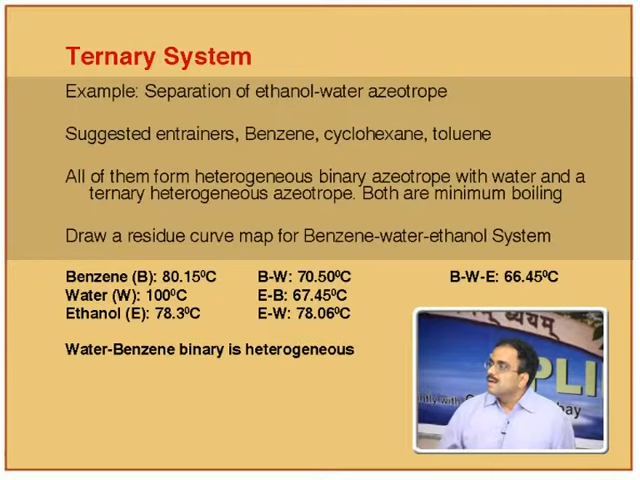 Ternary System
Example: Separation of ethanol-water azeotrope
Suggested entrainers, Benzene, cyclohexane, toluene
All of them form heterogeneous binary azeotrope with water and a
ternary heterogeneous azeotrope. Both are minimum boiling
Draw a residue curve map for Benzene-water-ethanol System
Benzene (B): 80.15⁰C B-W: 70.50⁰C B-W-E: 66.45⁰C
Water (W): 100⁰C E-B: 67.45⁰C
Ethanol (E): 78.3⁰C E-W: 78.06⁰C
Water-Benzene binary is heterogeneous
PLI